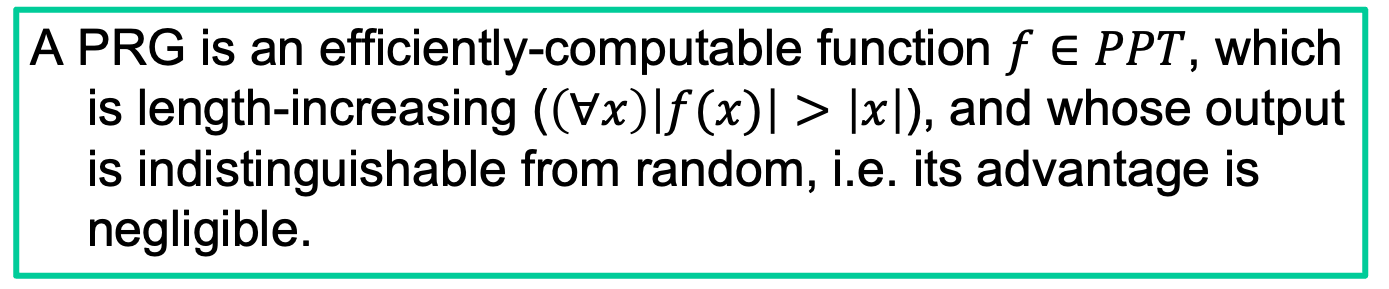 A PRG is an efficiently-computable function 𝑓 ∈ 𝑃𝑃𝑇, which
is length-increasing ((∀𝑥)|𝑓(𝑥)| > |𝑥|), and whose output
is indistinguishable from random, i.e. its advantage is
negligible.